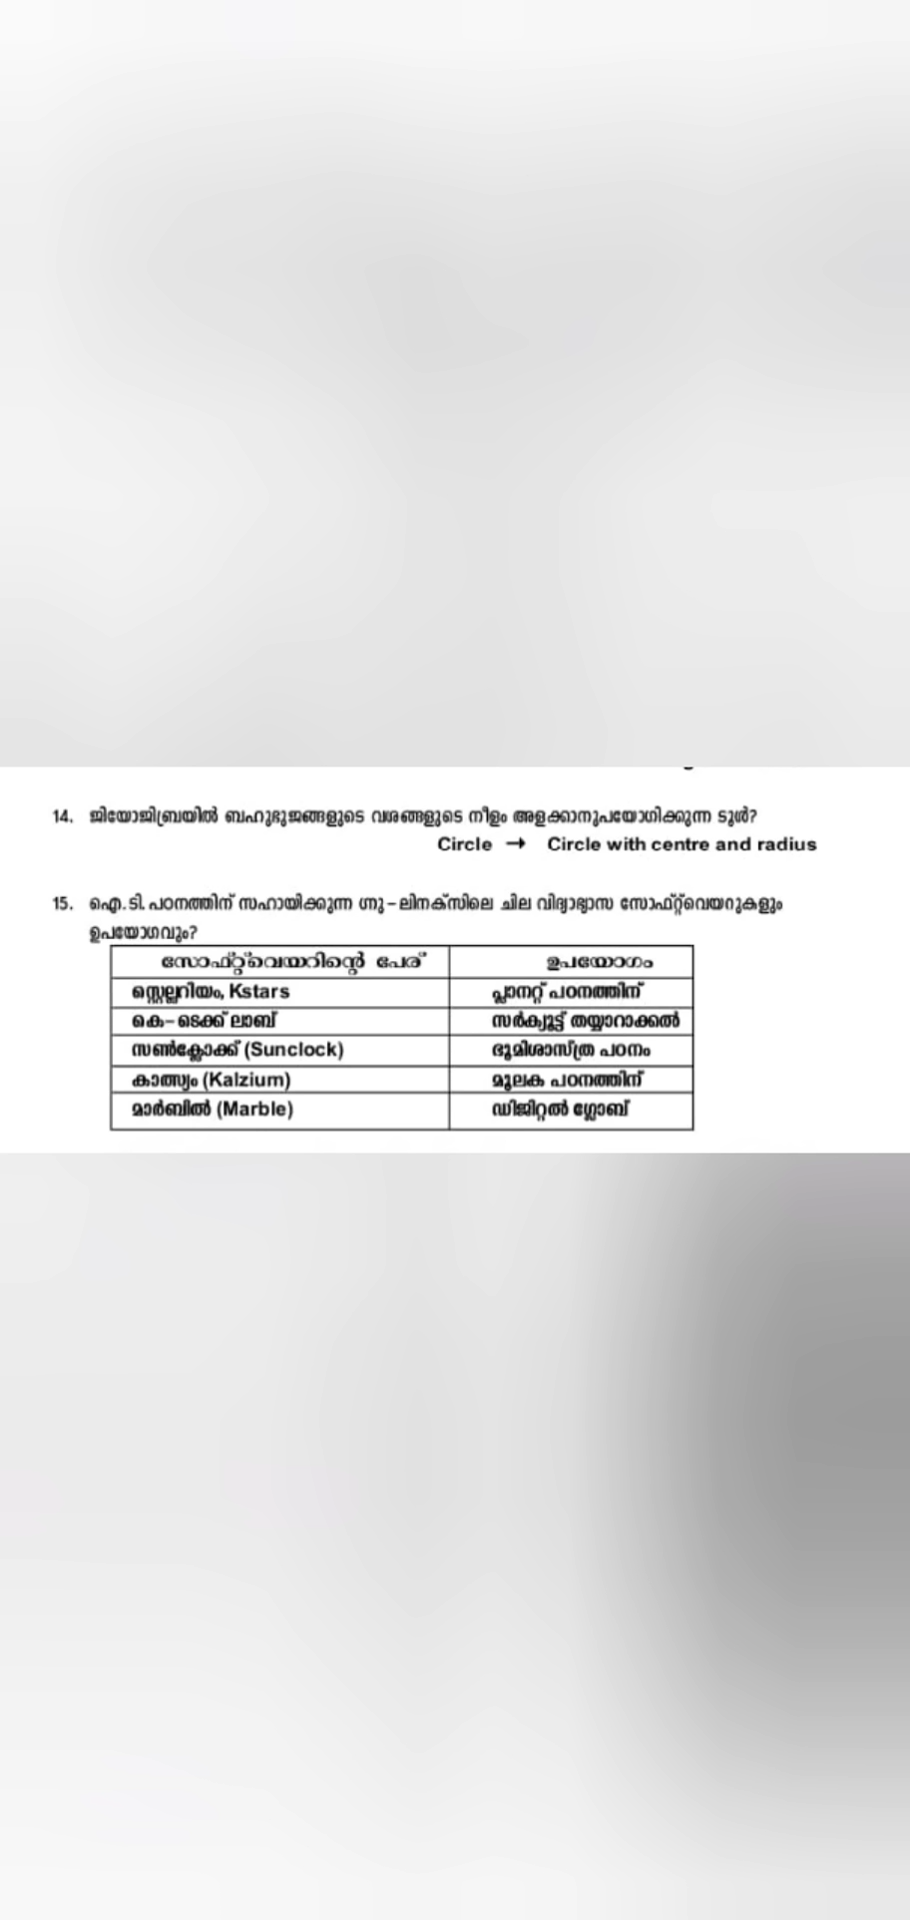 14. ജിയോജിബ്രയിൽ ബഹുഭുജങ്ങളുടെ വശങ്ങളുടെ നീളം അളക്കാനുപയോഗിക്കുന്ന ടൂൾ?
Circle → Circle with centre and radius
15. ഐ.ടി. പഠനത്തിന് സഹായിക്കുന്ന ഗ്നു – ലിനക്സിലെ ചില വിദ്യാഭ്യാസ സോഫ്റ്റ്‌വെയറുകളും
ഉപയോഗവും?
സോഫ്റ്റ്‌വെയറിന്റെ പേര് ഉപയോഗം
സ്റ്റെല്ലറിയം, Kstars പ്ലാനറ്റ് പഠനത്തിന്
കെ– ടെക്ക് ലാബ് സർക്യൂട്ട് തയ്യാറാക്കൽ
സൺക്ലോക്ക് (Sunclock) ഭൂമിശാസ്ത്ര പഠനം
കാത്സ്യം (Kalzium) മൂലക പഠനത്തിന്
മാർബിൽ (Marble) ഡിജിറ്റൽ ഗ്ലോബ്